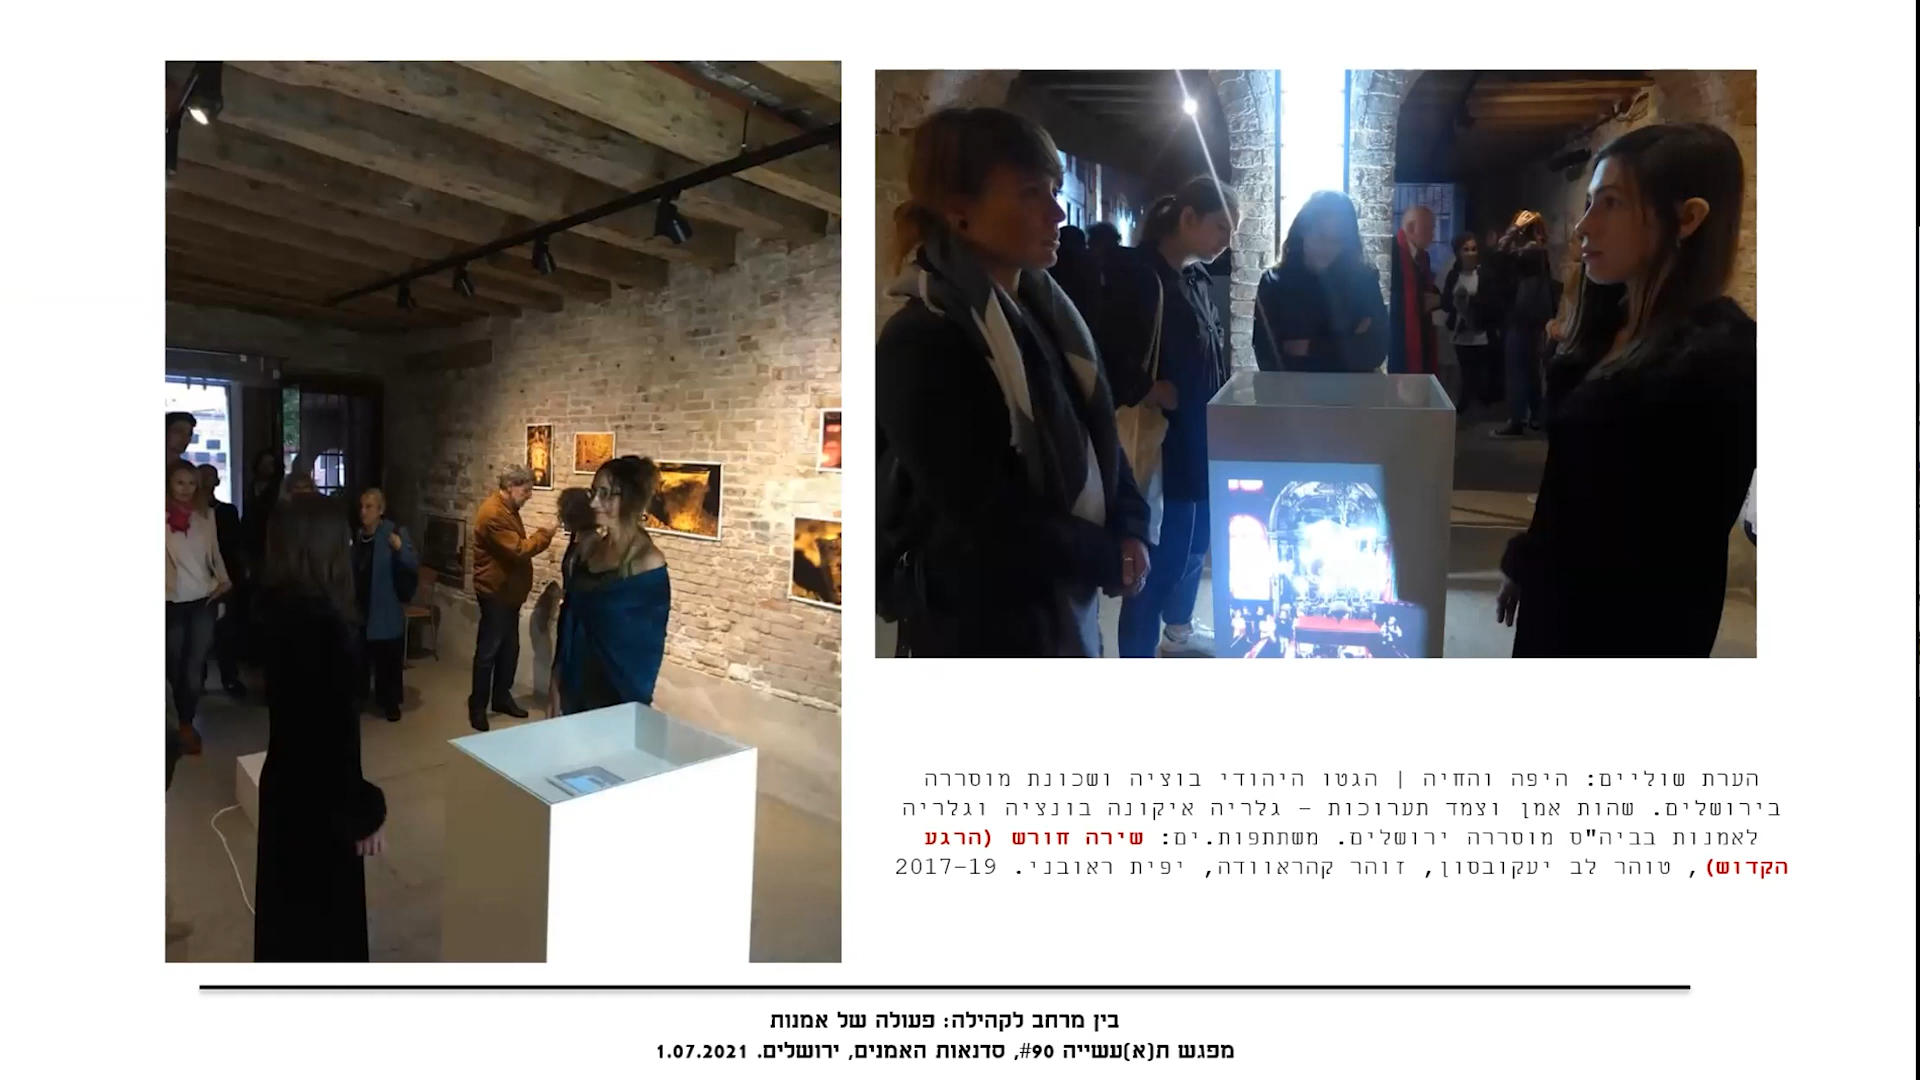 הערת שוליים: היפה והחיה | הגטו היהודי בוציה ושכונת מוסררה
בירושלים. שהות אמן וצמד תערוכות – גלריה איקונה בונציה וגלריה
לאמנות בביה"ס מוסררה ירושלים. משתתפות.ים: שירה חורש (הרגע
הקדוש), טוהר לב יעקובסון, זוהר קהראוודה, יפית ראובני. 2017-19
בין מרחב לקהילה: פעולה של אמנות
מפגש ת(א)עשייה #90, סדנאות האמנים, ירושלים. 1.07.2021